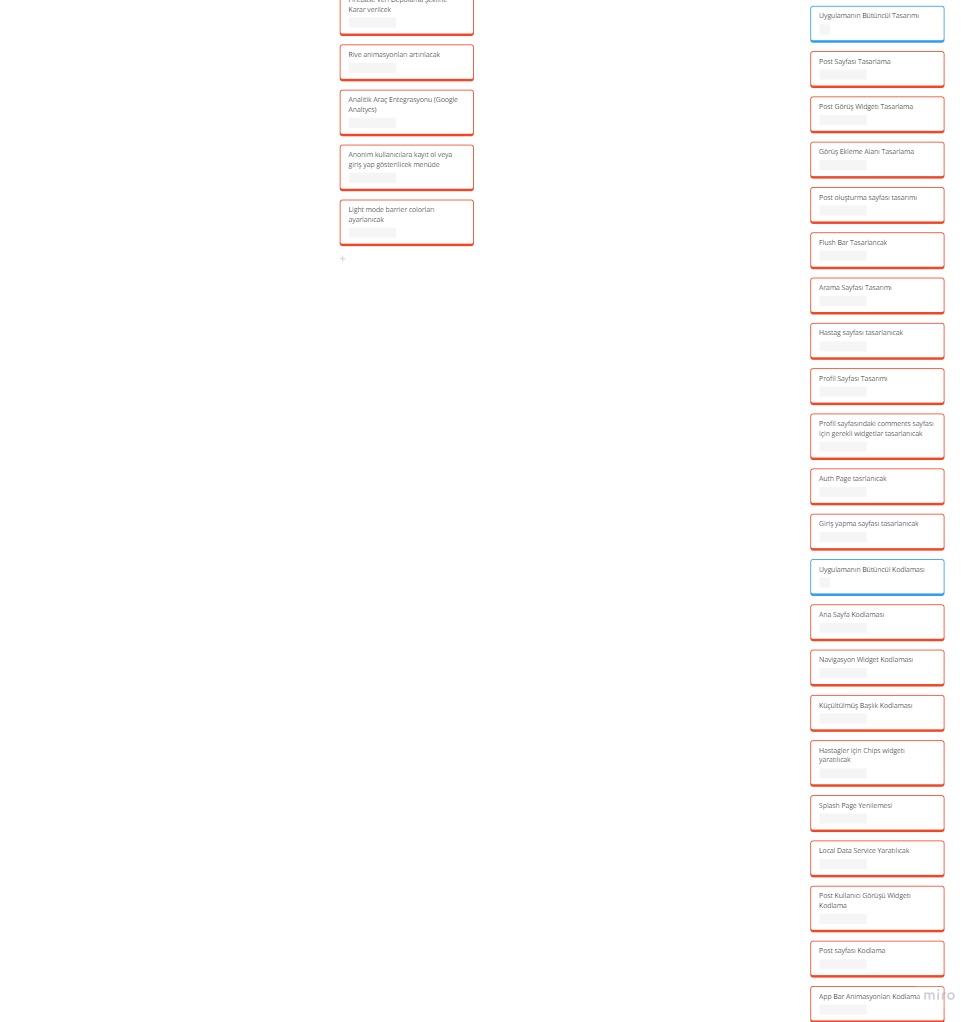 Firebase Veri Depolama Şekline
Karar verilcek
Rive animasyonları artırılacak
Analitik Araç Entegrasyonu (Google
Analtycs)
Anonim kullanıcılara kayıt ol veya
giriş yap gösterilicek menüde
Light mode barrier colorları
ayarlanıcak
+
Uygulamanın Bütüncül Tasarımı
Post Sayfası Tasarlama
Post Görüş Widgetı Tasarlama
Görüş Ekleme Alanı Tasarlama
Post oluşturma sayfası tasarımı
Flush Bar Tasarlancak
Arama Sayfası Tasarımı
Hastag sayfası tasarlanıcak
Profil Sayfası Tasarımı
Profil sayfasındaki comments sayfası
için gerekli widgetlar tasarlanıcak
Auth Page tasrlanıcak
Giriş yapma sayfası tasarlanıcak
Uygulamanın Bütüncül Kodlaması
Ana Sayfa Kodlaması
Navigasyon Widget Kodlaması
Küçültülmüş Başlık Kodlaması
Hastagler için Chips widgetı
yaratılıcak
Splash Page Yenilemesi
Local Data Service Yaratılıcak
Post Kullanıcı Görüşü Widgetı
Kodlama
Post sayfası Kodlama
App Bar Animasyonları Kodlama
miro